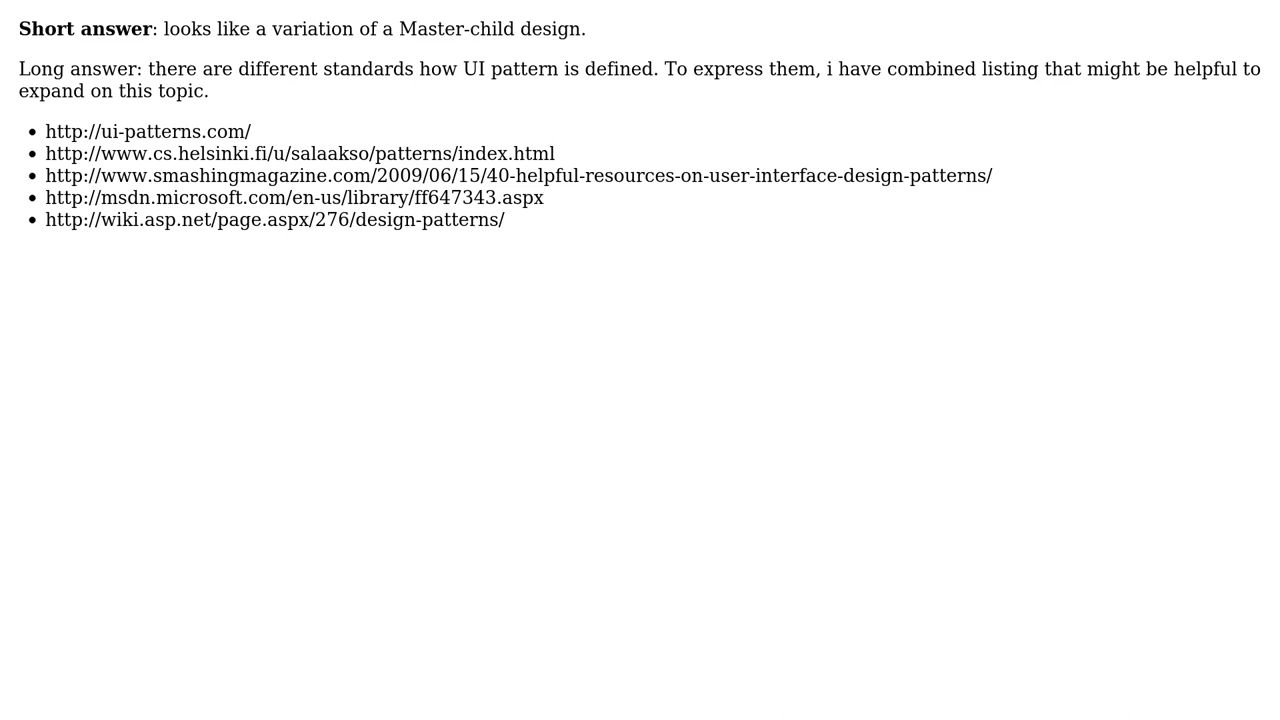 Short answer: looks like a variation of a Master-child design.
Long answer: there are different standards how UI pattern is defined. To express them, i have combined listing that might be helpful to
expand on this topic.
• http://ui-patterns.com/
• http://www.cs.helsinki.fi/u/salaakso/patterns/index.html
• http://www.smashingmagazine.com/2009/06/15/40-helpful-resources-on-user-interface-design-patterns/
• http://msdn.microsoft.com/en-us/library/ff647343.aspx
• http://wiki.asp.net/page.aspx/276/design-patterns/